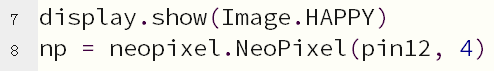 7 display.show(Image.HAPPY)
8 np = neopixel.NeoPixel(pin12, 4)